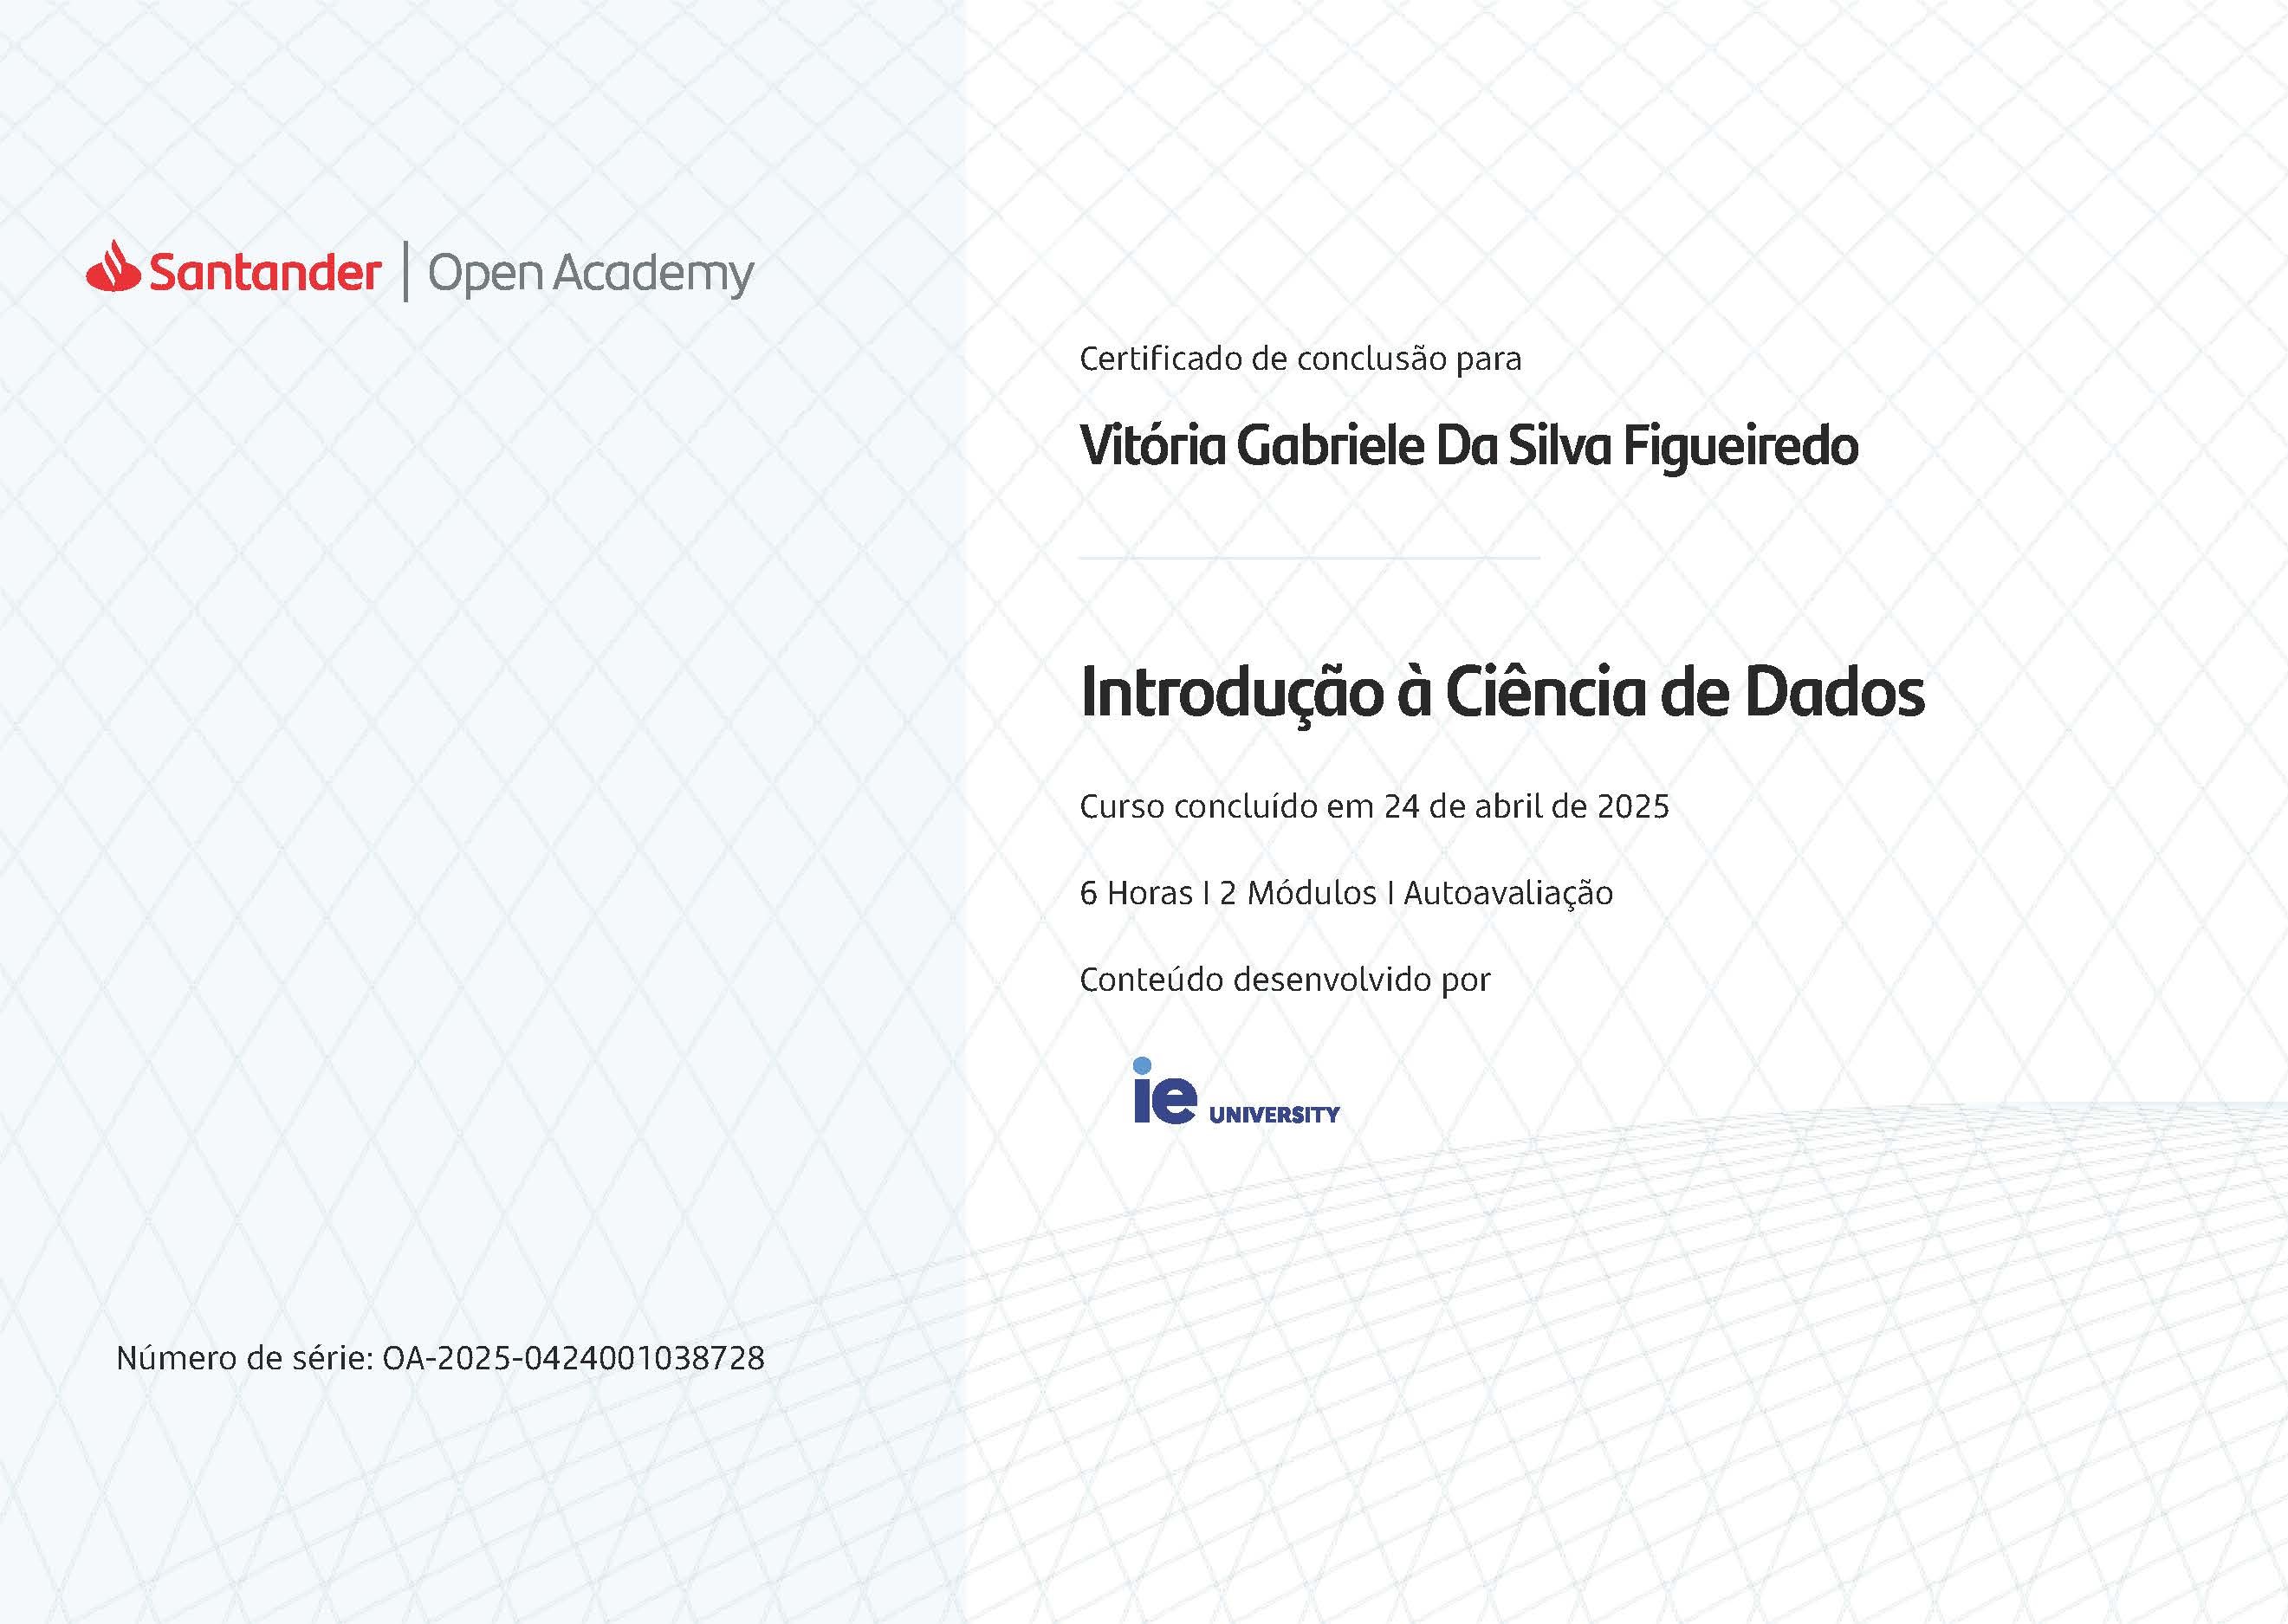 Santander | Open Academy
Certificado de conclusão para
Vitória Gabriele Da Silva Figueiredo
Introdução à Ciência de Dados
Curso concluído em 24 de abril de 2025
6 Horas I 2 Módulos I Autoavaliação
Conteúdo desenvolvido por
ie UNIVERSITY
Número de série: OA-2025-0424001038728